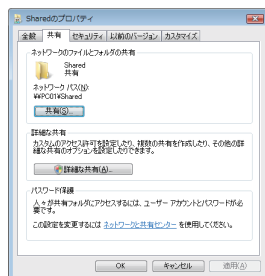 Sharedのプロパティ
全般
共有
セキュリティ
以前のバージョン
カスタマイズ
ネットワークのファイルとフォルダの共有
Shared
共有
ネットワーク パス(N):
¥¥PC01¥Shared
共有(S)...
詳細な共有
カスタムのアクセス許可を設定したり、複数の共有を作成したり、その他の詳
細な共有のオプションを設定したりできます。
詳細な共有(A)...
パスワード保護
人々が共有フォルダにアクセスするには、ユーザー アカウントとパスワードが必
要です。
この設定を変更するには ネットワークと共有センター を使用してください。
OK
キャンセル
適用(A)